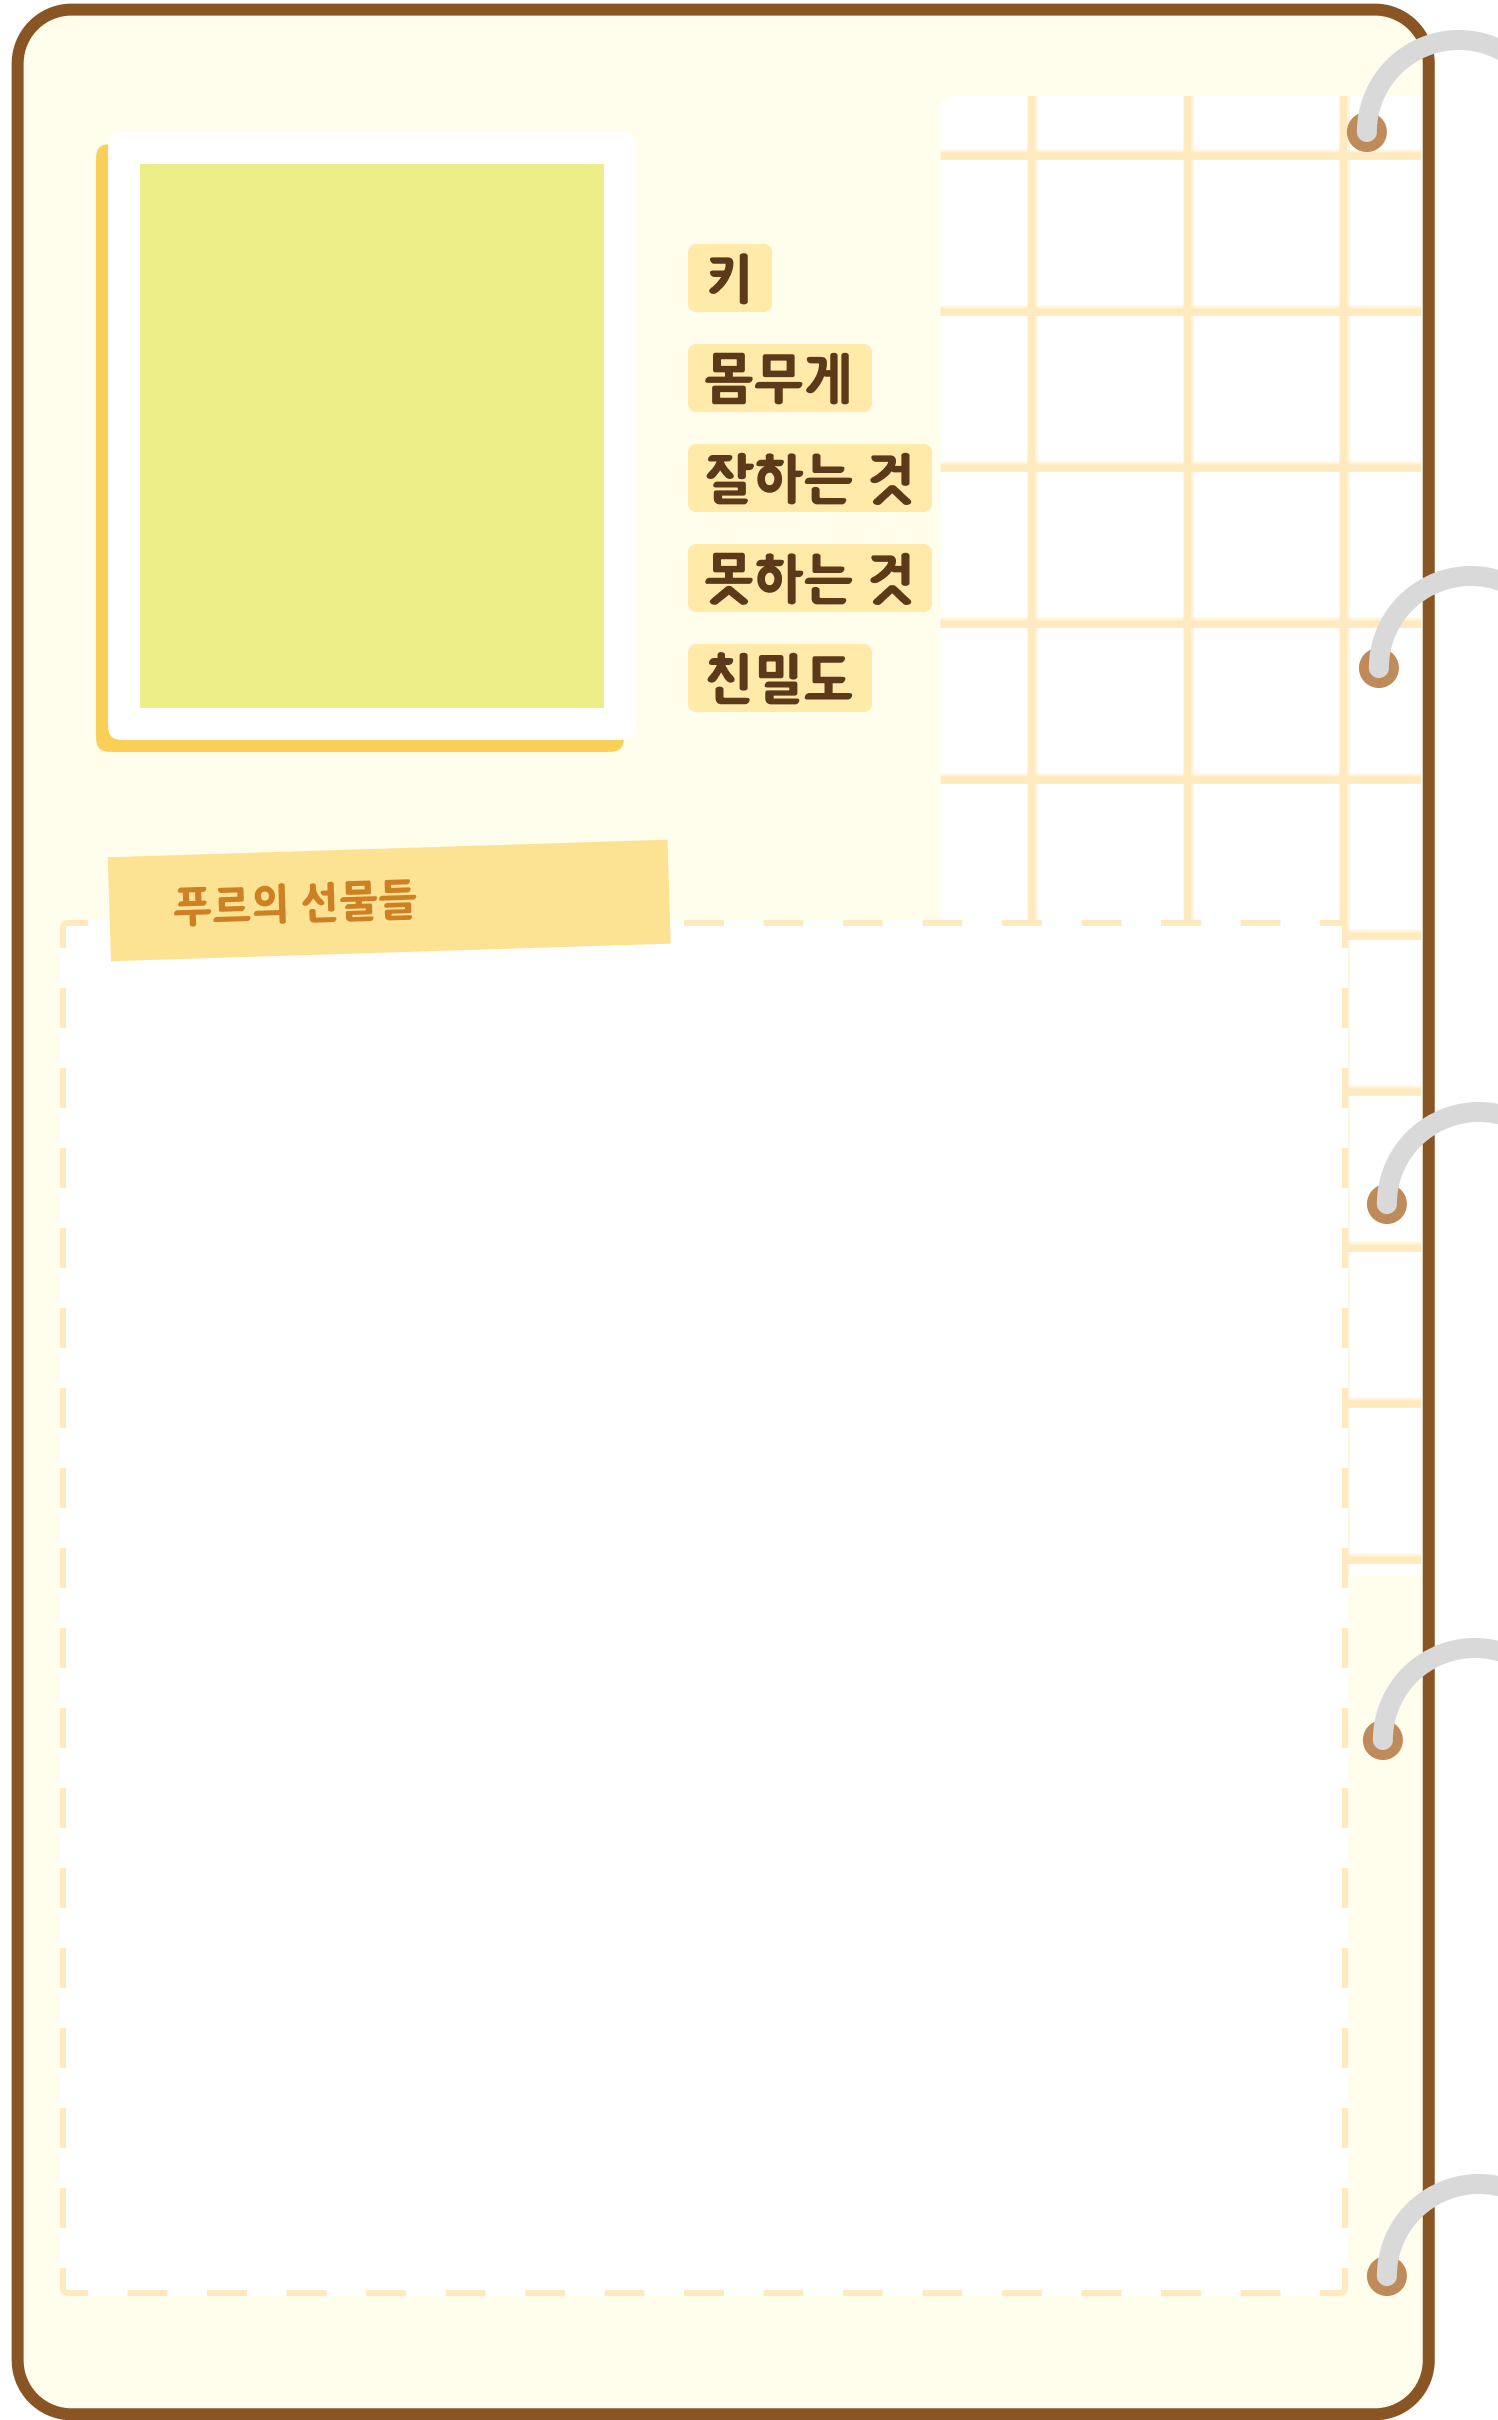 키
몸무게
잘하는 것
못하는 것
친밀도
푸르의 선물들